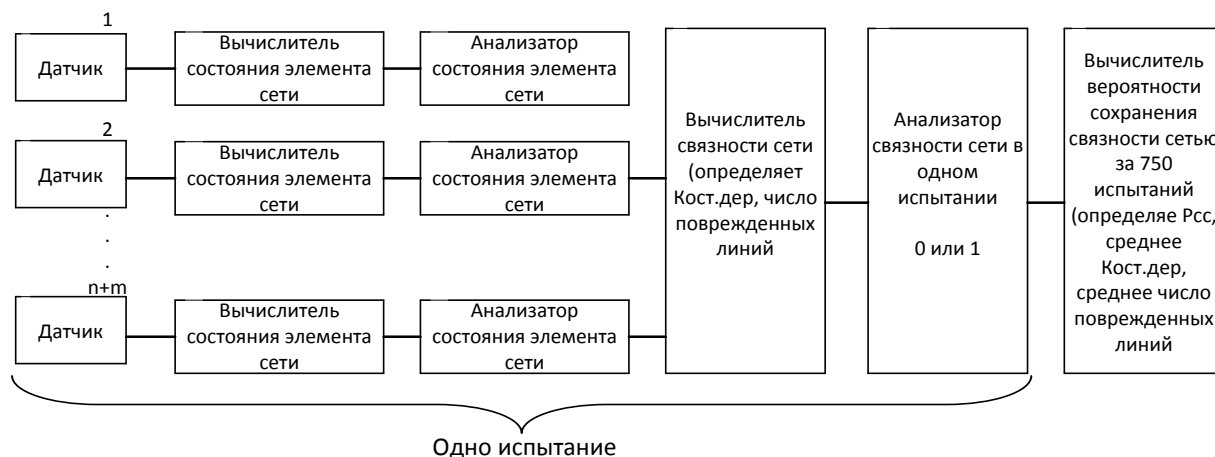 1
Датчик
Вычислитель
состояния элемента
сети
Анализатор
состояния элемента
сети
2
Датчик
Вычислитель
состояния элемента
сети
Анализатор
состояния элемента
сети
.
.
.
n+m
Датчик
Вычислитель
состояния элемента
сети
Анализатор
состояния элемента
сети
Вычислитель
связности сети
(определяет
Кост.дер, число
поврежденных
линий
Анализатор
связности сети в
одном
испытании
0 или 1
Вычислитель
вероятности
сохранения
связности сетью
за 750
испытаний
(определяе Рсс,
среднее
Кост.дер,
среднее число
поврежденных
линий
Одно испытание